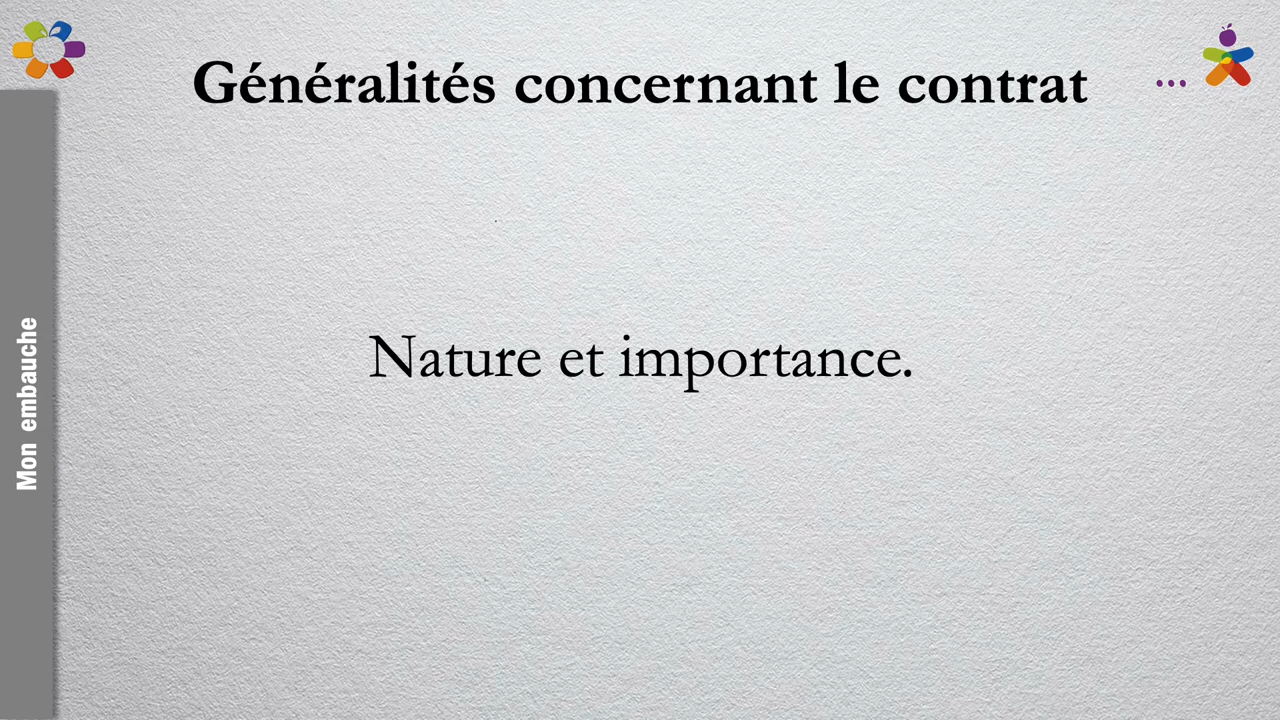 Généralités concernant le contrat ...
Nature et importance.
Mon embauche